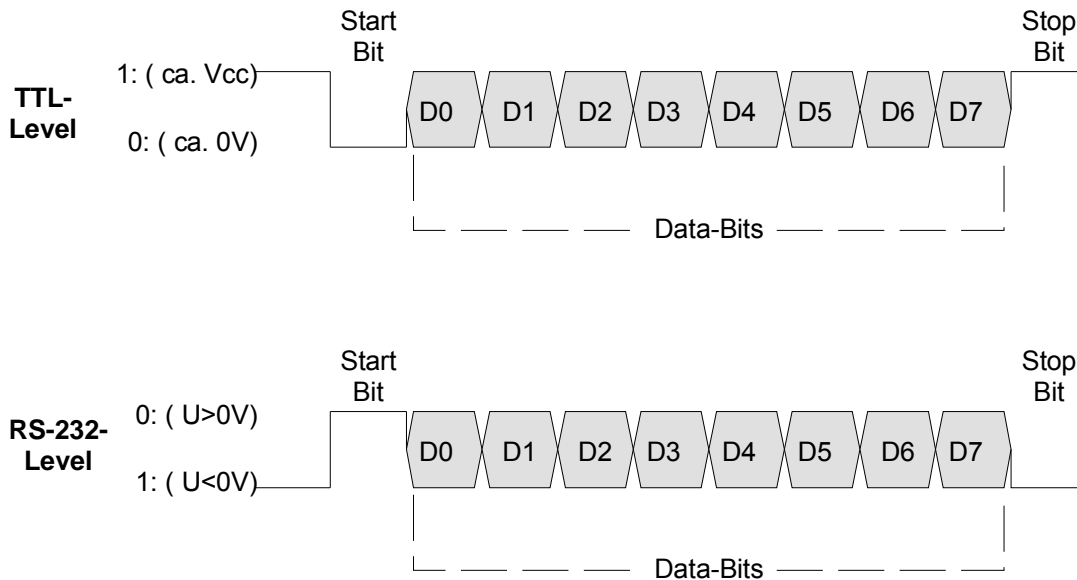 Start
Bit
Stop
Bit
TTL-
Level
1: ( ca. Vcc)
0: ( ca. 0V)
D0 D1 D2 D3 D4 D5 D6 D7
Data-Bits
Start
Bit
Stop
Bit
RS-232-
Level
0: ( U>0V)
1: ( U<0V)
D0 D1 D2 D3 D4 D5 D6 D7
Data-Bits